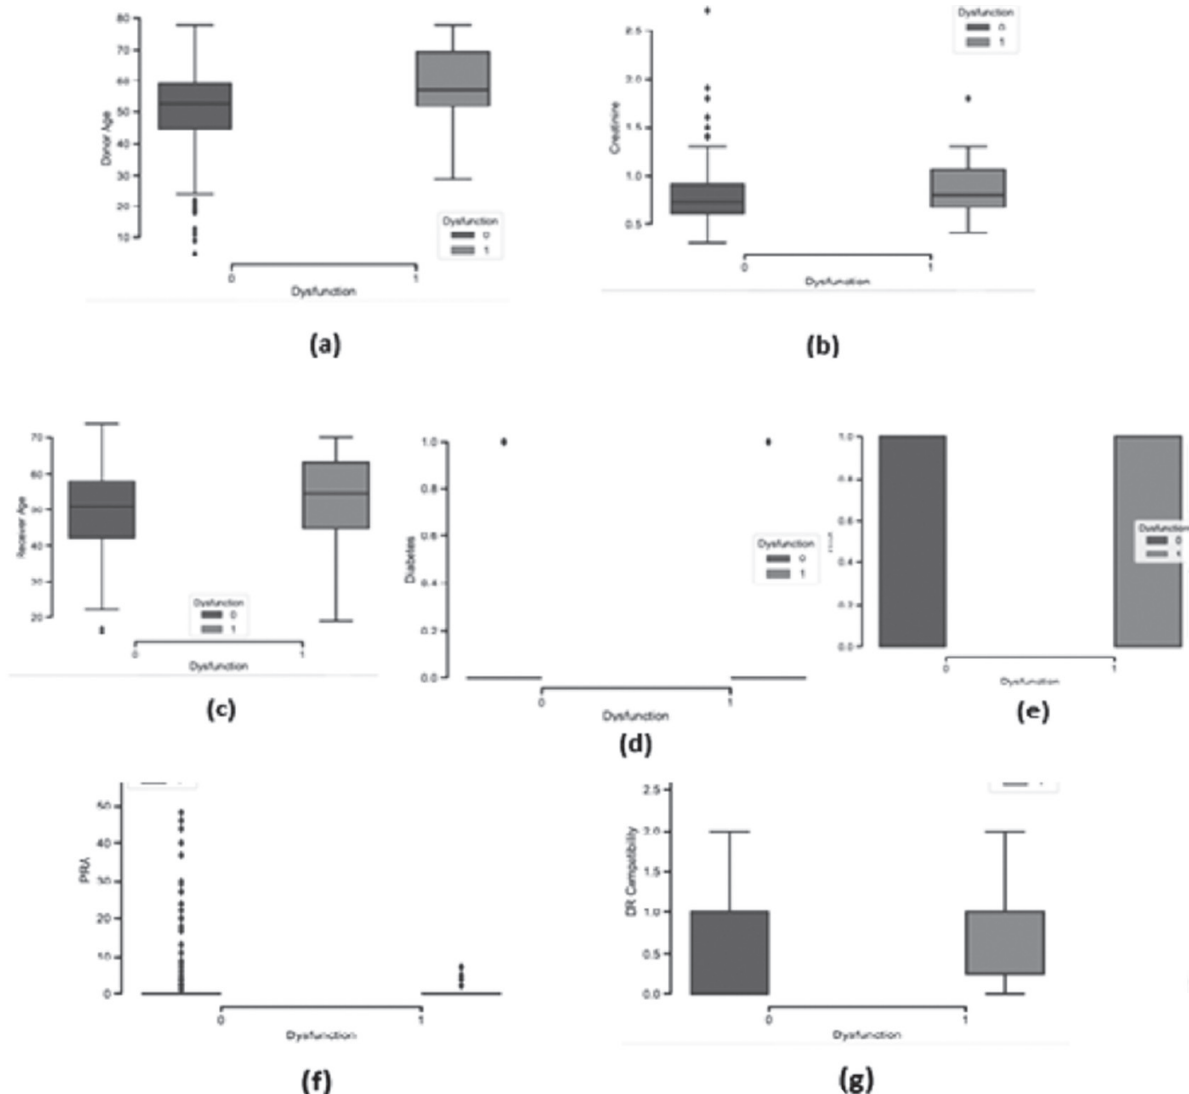 80
70
60
50
40
30
20
10
Donor Age
Dysfunction
0
1
0
1
Dysfunction
(a)
2.5
2.0
1.5
1.0
0.5
Creatinine
Dysfunction
0
1
0
1
Dysfunction
(b)
70
60
50
40
30
20
Receiver Age
Dysfunction
0
1
0
1
Dysfunction
(c)
1.0
0.8
0.6
0.4
0.2
0.0
Diabetes
Dysfunction
0
1
0
1
Dysfunction
(d)
1.0
0.8
0.6
0.4
0.2
0.0
Dysfunction
0
0
1
Dysfunction
(e)
50
40
30
20
10
0
PRA
0
1
Dysfunction
(f)
2.5
2.0
1.5
1.0
0.5
0.0
DR Compatibility
0
1
Dysfunction
(g)